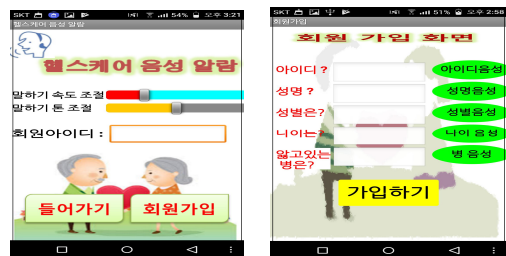 SKT 54% 오후 3:21
헬스케어 음성 알람
헬스케어 음성 알람
말하기 속도 조절
말하기 톤 조절
회원아이디 :
들어가기 회원가입
SKT 51% 오후 2:58
회원가입
회원 가입 화면
아이디 ? 아이디음성
성명 ? 성명음성
성별은? 성별음성
니이는? 나이 음성
앓고있는 병은? 병 음성
가입하기